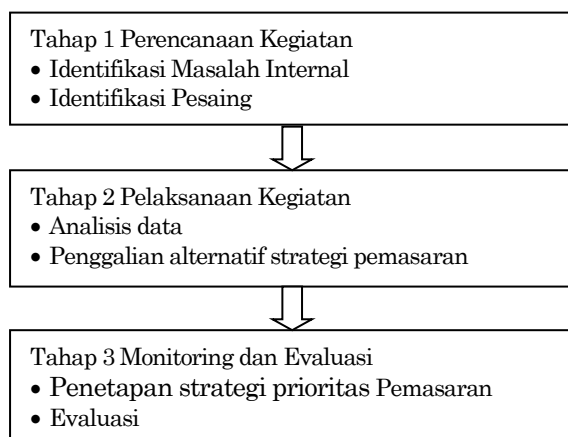 Tahap 1 Perencanaan Kegiatan
• Identifikasi Masalah Internal
• Identifikasi Pesaing
Tahap 2 Pelaksanaan Kegiatan
• Analisis data
• Penggalian alternatif strategi pemasaran
Tahap 3 Monitoring dan Evaluasi
• Penetapan strategi prioritas Pemasaran
• Evaluasi